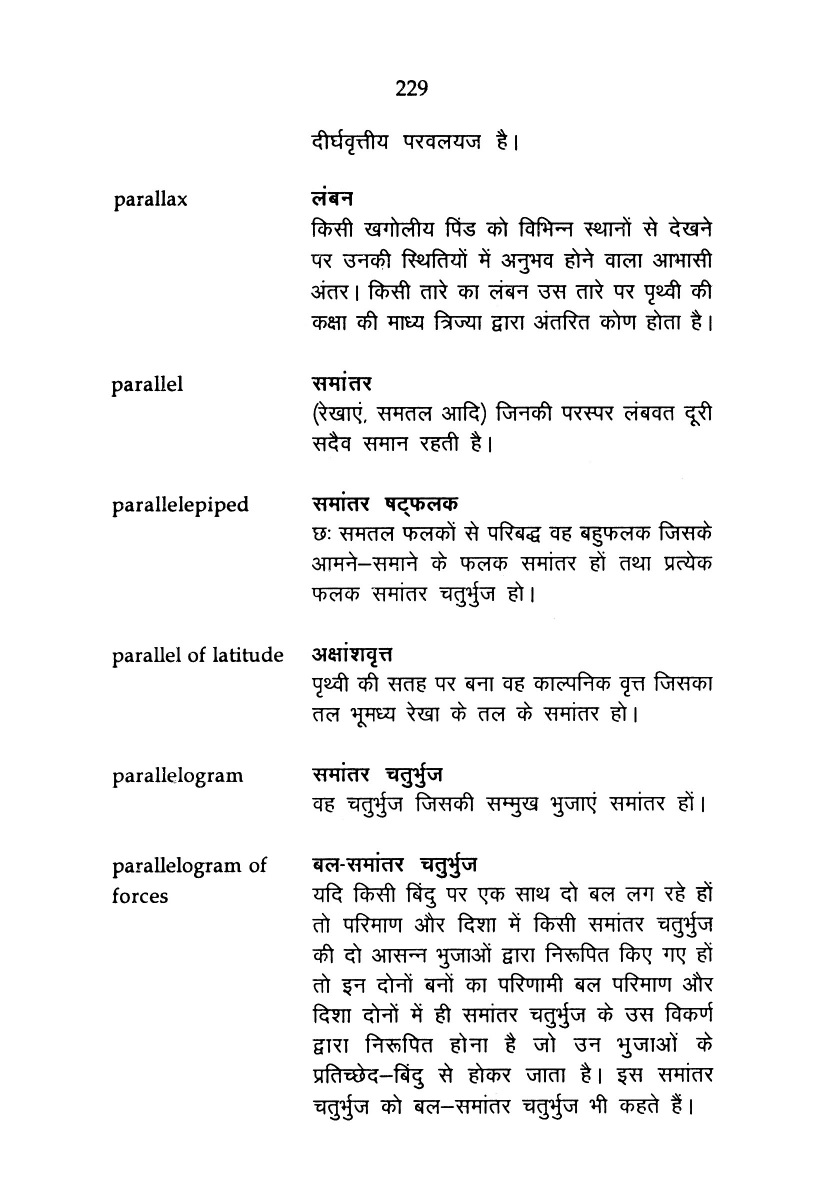 229
दीर्घवृत्तीय परवलयज है।
parallax लंबन
किसी खगोलीय पिंड को विभिन्न स्थानों से देखने
पर उनकी स्थितियों में अनुभव होने वाला आभासी
अंतर। किसी तारे का लंबन उस तारे पर पृथ्वी की
कक्षा की माध्य त्रिज्या द्वारा अंतरित कोण होता है।
parallel समांतर
(रेखाएं, समतल आदि) जिनकी परस्पर लंबवत दूरी
सदैव समान रहती है।
parallelepiped समांतर षट्फलक
छः समतल फलकों से परिबद्ध वह बहुफलक जिसके
आमने–समाने के फलक समांतर हों तथा प्रत्येक
फलक समांतर चतुर्भुज हो।
parallel of latitude अक्षांशवृत्त
पृथ्वी की सतह पर बना वह काल्पनिक वृत्त जिसका
तल भूमध्य रेखा के तल के समांतर हो।
parallelogram समांतर चतुर्भुज
वह चतुर्भुज जिसकी सम्मुख भुजाएं समांतर हों।
parallelogram of बल-समांतर चतुर्भुज
forces यदि किसी बिंदु पर एक साथ दो बल लग रहे हों
तो परिमाण और दिशा में किसी समांतर चतुर्भुज
की दो आसन्न भुजाओं द्वारा निरूपित किए गए हों
तो इन दोनों बनों का परिणामी बल परिमाण और
दिशा दोनों में ही समांतर चतुर्भुज के उस विकर्ण
द्वारा निरूपित होना है जो उन भुजाओं के
प्रतिच्छेद–बिंदु से होकर जाता है। इस समांतर
चतुर्भुज को बल–समांतर चतुर्भुज भी कहते हैं।